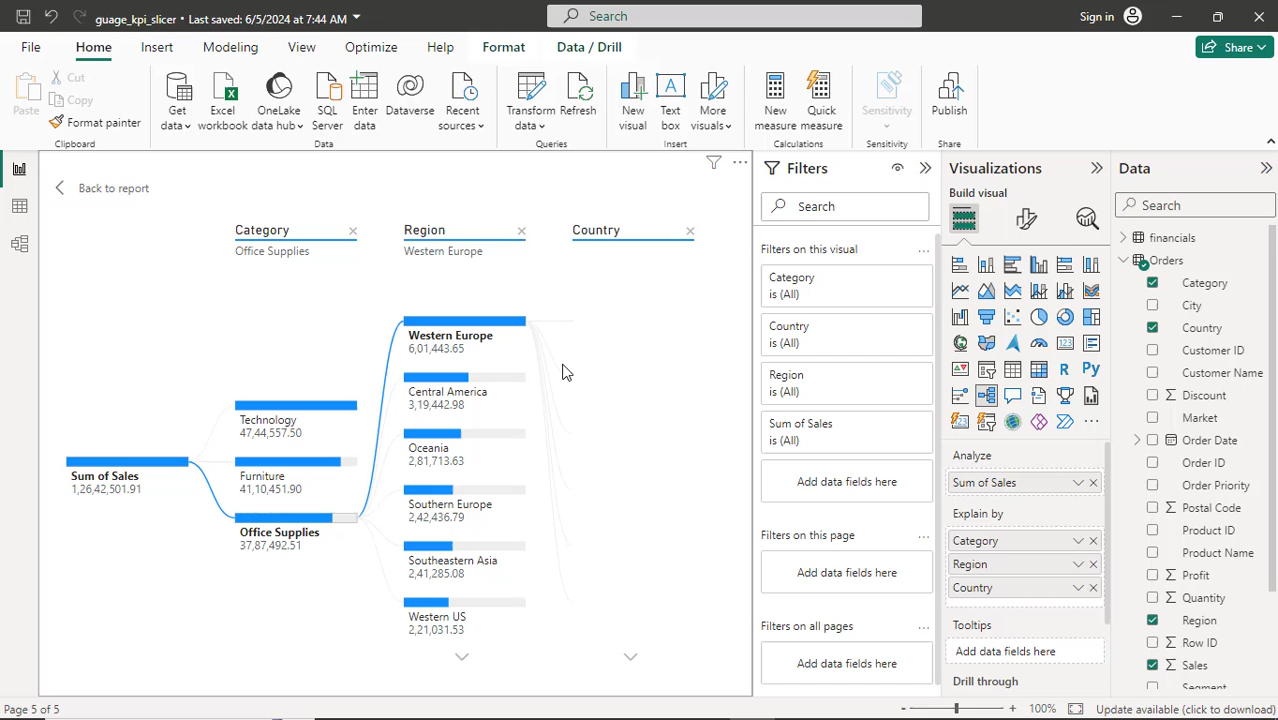 guage_kpi_slicer • Last saved: 6/5/2024 at 7:44 AM
Search
Sign in
File
Home
Insert
Modeling
View
Optimize
Help
Format
Data / Drill
Share
Paste
Cut
Copy
Format painter
Clipboard
Get data
Excel workbook
OneLake data hub
SQL Server
Enter data
Dataverse
Recent sources
Data
Transform data
Refresh
Queries
New visual
Text box
More visuals
Insert
New measure
Quick measure
Calculations
Sensitivity
Sensitivity
Publish
Share
Back to report
Category
Office Supplies
Region
Western Europe
Country
Sum of Sales
1,26,42,501.91
Technology
47,44,557.50
Furniture
41,10,451.90
Office Supplies
37,87,492.51
Western Europe
6,01,443.65
Central America
3,19,442.98
Oceania
2,81,713.63
Southern Europe
2,42,436.79
Southeastern Asia
2,41,285.08
Western US
2,21,031.53
Filters
Search
Filters on this visual
Category
is (All)
Country
is (All)
Region
is (All)
Sum of Sales
is (All)
Add data fields here
Filters on this page
Add data fields here
Filters on all pages
Add data fields here
Visualizations
Build visual
Analyze
Sum of Sales
Explain by
Category
Region
Country
Tooltips
Add data fields here
Drill through
Data
Search
financials
Orders
Category
City
Country
Customer ID
Customer Name
Discount
Market
Order Date
Order ID
Order Priority
Postal Code
Product ID
Product Name
Profit
Quantity
Region
Row ID
Sales
Segment
Page 5 of 5
100%
Update available (click to download)